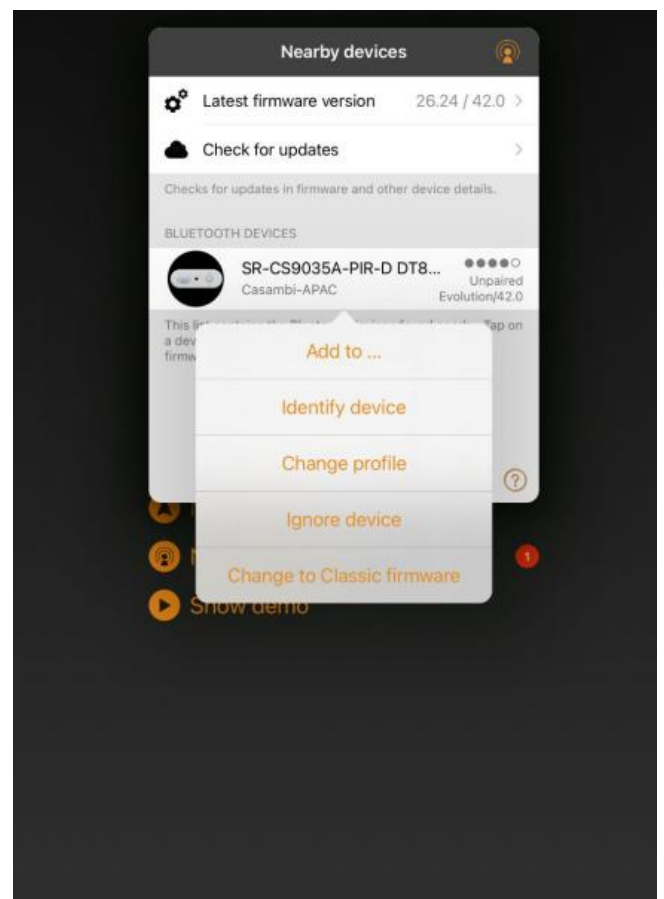 Nearby devices
Latest firmware version 26.24 / 42.0 >
Check for updates >
Checks for updates in firmware and other device details.
BLUETOOTH DEVICES
SR-CS9035A-PIR-D DT8...
Casambi-APAC
Unpaired
Evolution/42.0
This Tap on
a dev
firmw
Add to ...
Identify device
Change profile
?
Ignore device
1
Change to Classic firmware
Show demo